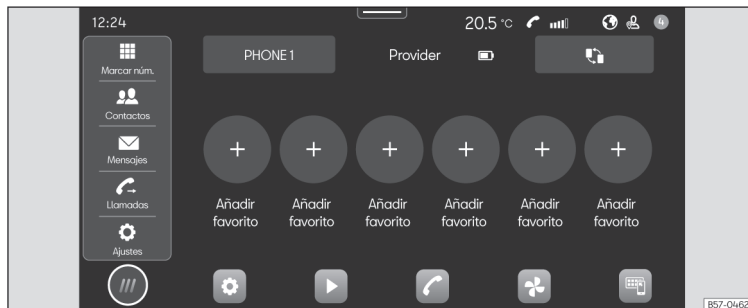 12:24
20.5 °C
4
Marcar núm.
PHONE 1
Provider
Contactos
Mensajes
Llamadas
Ajustes
Añadir
favorito
Añadir
favorito
Añadir
favorito
Añadir
favorito
Añadir
favorito
Añadir
favorito
B57-0462